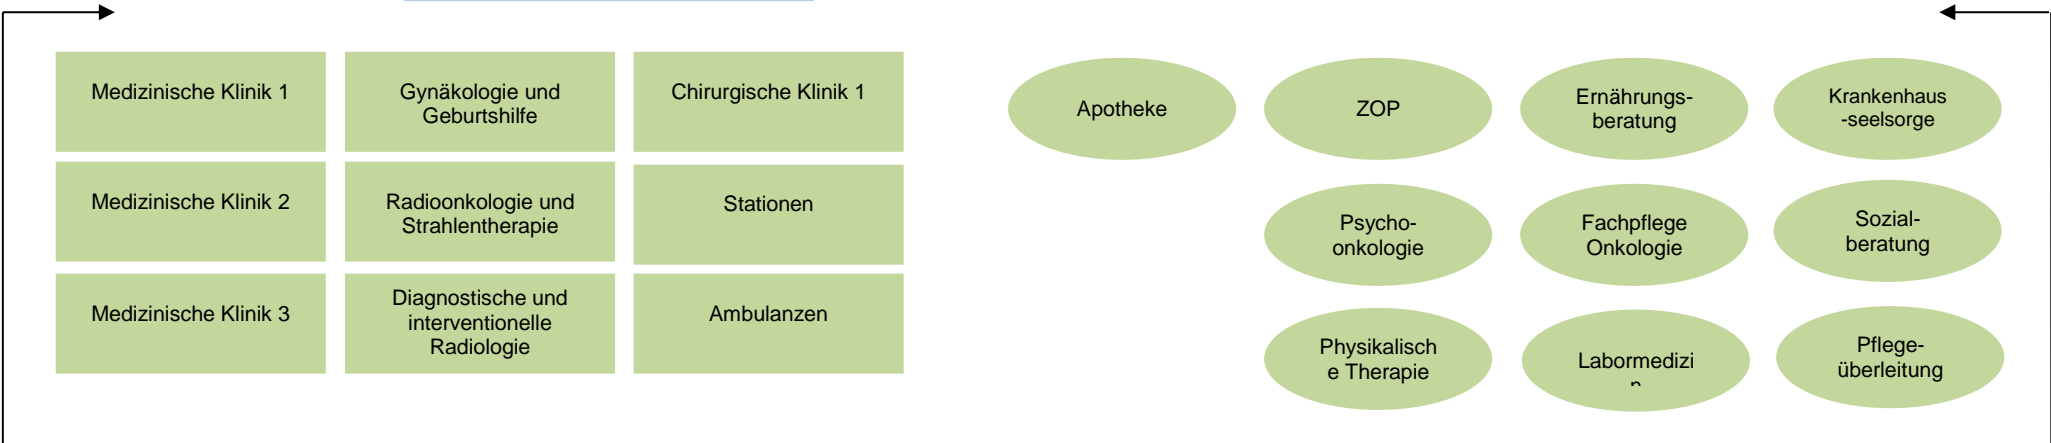 Medizinische Klinik 1
Gynäkologie und
Geburtshilfe
Chirurgische Klinik 1
Medizinische Klinik 2
Radioonkologie und
Strahlentherapie
Stationen
Medizinische Klinik 3
Diagnostische und
interventionelle
Radiologie
Ambulanzen
Apotheke
ZOP
Ernährungs-
beratung
Krankenhaus
-seelsorge
Psycho-
onkologie
Fachpflege
Onkologie
Sozial-
beratung
Physikalisch
e Therapie
Labormedizi
n
Pflege-
überleitung